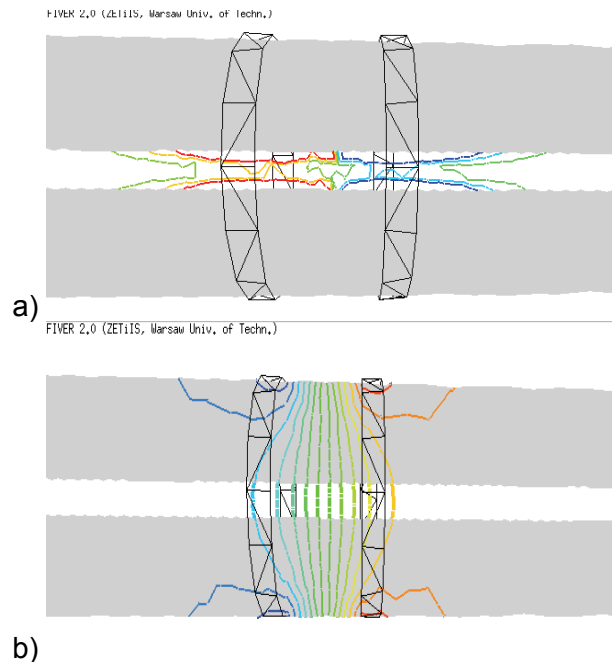 FIVER 2.0 (ZETiIS, Warsaw Univ. of Techn.)
a)
FIVER 2.0 (ZETiIS, Warsaw Univ. of Techn.)
b)